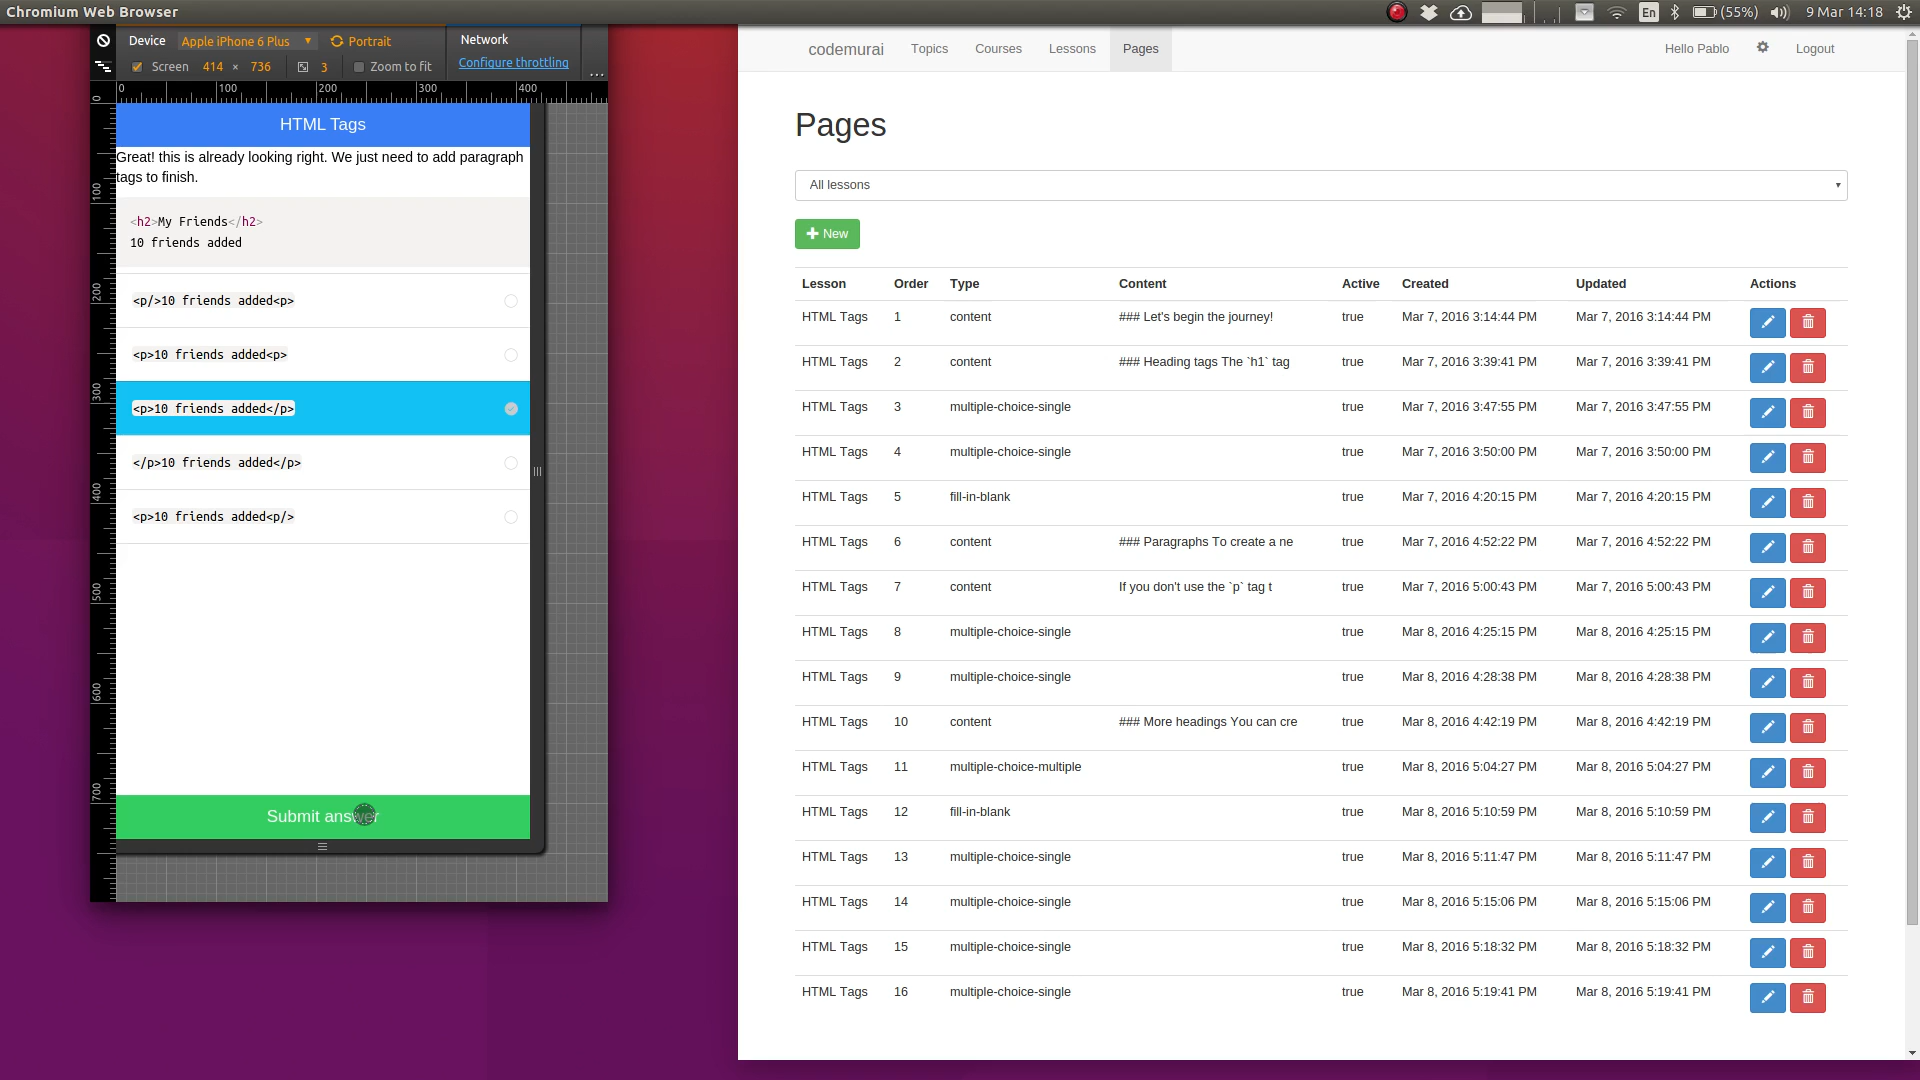 Chromium Web Browser
En
(55%)
9 Mar 14:18
Device Apple iPhone 6 Plus Portrait
Network
Screen 414 × 736 3 Zoom to fit
Configure throttling
...
0 100 200 300 400
0
100
200
300
400
500
600
700
HTML Tags
Great! this is already looking right. We just need to add paragraph
tags to finish.
<h2>My Friends</h2>
10 friends added
<p/>10 friends added<p>
<p>10 friends added<p>
<p>10 friends added</p>
</p>10 friends added</p>
<p>10 friends added<p/>
Submit answer
codemurai Topics Courses Lessons Pages Hello Pablo Logout
Pages
All lessons
New
Lesson Order Type Content Active Created Updated Actions
HTML Tags 1 content ### Let's begin the journey! true Mar 7, 2016 3:14:44 PM Mar 7, 2016 3:14:44 PM
HTML Tags 2 content ### Heading tags The `h1` tag true Mar 7, 2016 3:39:41 PM Mar 7, 2016 3:39:41 PM
HTML Tags 3 multiple-choice-single true Mar 7, 2016 3:47:55 PM Mar 7, 2016 3:47:55 PM
HTML Tags 4 multiple-choice-single true Mar 7, 2016 3:50:00 PM Mar 7, 2016 3:50:00 PM
HTML Tags 5 fill-in-blank true Mar 7, 2016 4:20:15 PM Mar 7, 2016 4:20:15 PM
HTML Tags 6 content ### Paragraphs To create a ne true Mar 7, 2016 4:52:22 PM Mar 7, 2016 4:52:22 PM
HTML Tags 7 content If you don't use the `p` tag t true Mar 7, 2016 5:00:43 PM Mar 7, 2016 5:00:43 PM
HTML Tags 8 multiple-choice-single true Mar 8, 2016 4:25:15 PM Mar 8, 2016 4:25:15 PM
HTML Tags 9 multiple-choice-single true Mar 8, 2016 4:28:38 PM Mar 8, 2016 4:28:38 PM
HTML Tags 10 content ### More headings You can cre true Mar 8, 2016 4:42:19 PM Mar 8, 2016 4:42:19 PM
HTML Tags 11 multiple-choice-multiple true Mar 8, 2016 5:04:27 PM Mar 8, 2016 5:04:27 PM
HTML Tags 12 fill-in-blank true Mar 8, 2016 5:10:59 PM Mar 8, 2016 5:10:59 PM
HTML Tags 13 multiple-choice-single true Mar 8, 2016 5:11:47 PM Mar 8, 2016 5:11:47 PM
HTML Tags 14 multiple-choice-single true Mar 8, 2016 5:15:06 PM Mar 8, 2016 5:15:06 PM
HTML Tags 15 multiple-choice-single true Mar 8, 2016 5:18:32 PM Mar 8, 2016 5:18:32 PM
HTML Tags 16 multiple-choice-single true Mar 8, 2016 5:19:41 PM Mar 8, 2016 5:19:41 PM